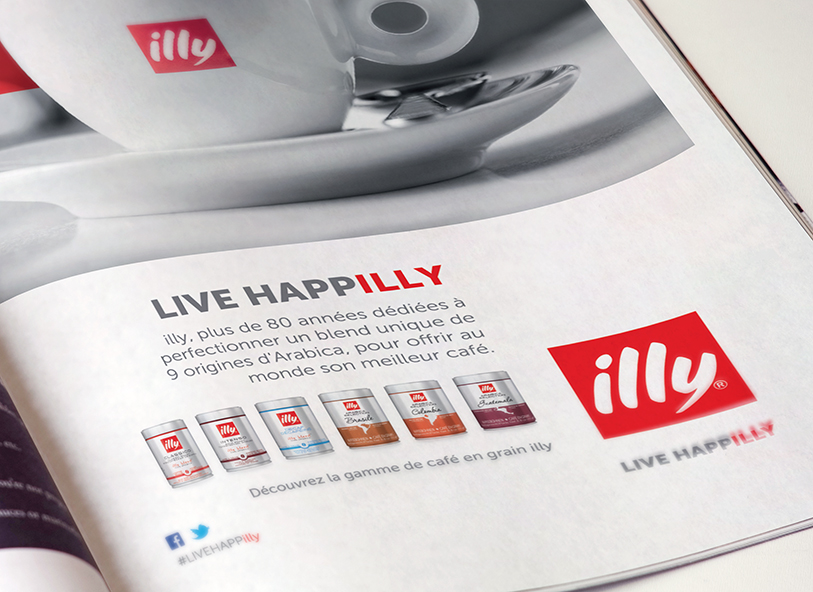 illy
LIVE HAPPILLY
illy, plus de 80 années dédiées à
perfectionner un blend unique de
9 origines d'Arabica, pour offrir au
monde son meilleur café.
illy
CLASSICO
illy
INTENSO
illy
illy
Brasile
illy
Colombia
illy
Guatemala
Découvrez la gamme de café en grain illy
illy®
LIVE HAPPILLY
#LIVEHAPPilly